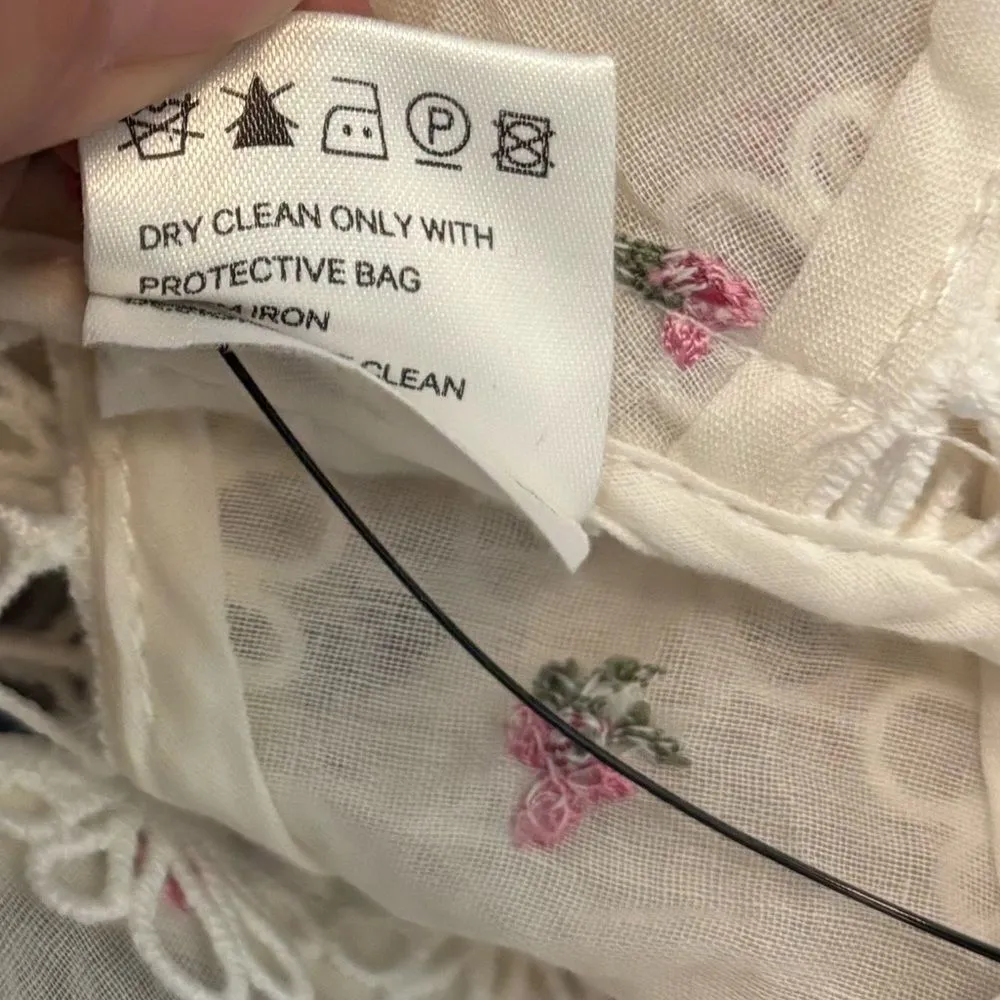 P
DRY CLEAN ONLY WITH
PROTECTIVE BAG
IRON
CLEAN